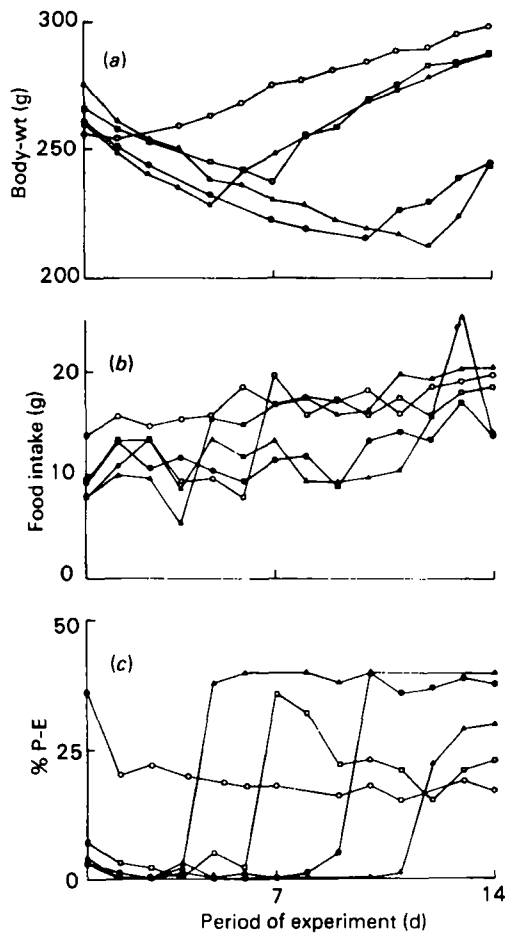 300
(a)
Body-wt (g)
250
200
(b)
20
Food intake (g)
10
0
50
(c)
% P-E
25
0
7
14
Period of experiment (d)